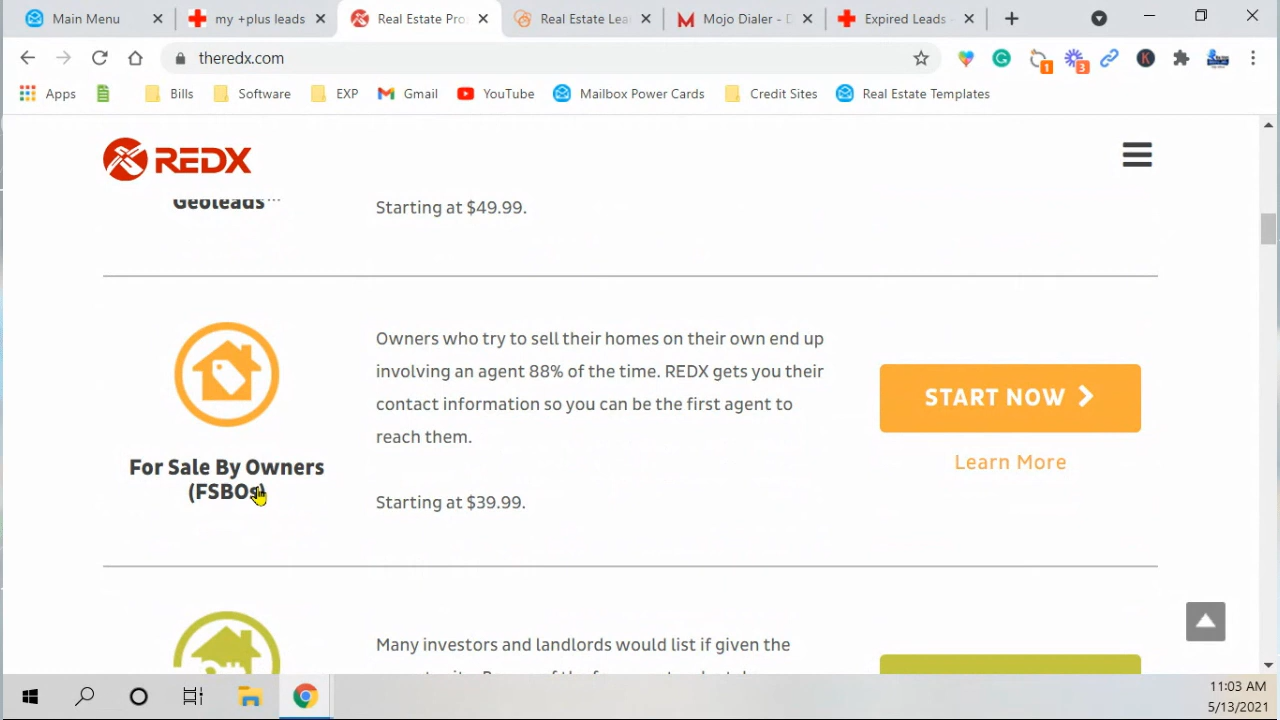 Main Menu
my +plus leads
Real Estate Pro
Real Estate Lea
Mojo Dialer - D
Expired Leads -
theredx.com
1
3
K
Apps
Bills
Software
EXP
Gmail
YouTube
Mailbox Power Cards
Credit Sites
Real Estate Templates
REDX
Geoleads...
Starting at $49.99.
Owners who try to sell their homes on their own end up
involving an agent 88% of the time. REDX gets you their
contact information so you can be the first agent to
reach them.
START NOW
Learn More
For Sale By Owners
(FSBOs)
Starting at $39.99.
Many investors and landlords would list if given the
11:03 AM
5/13/2021